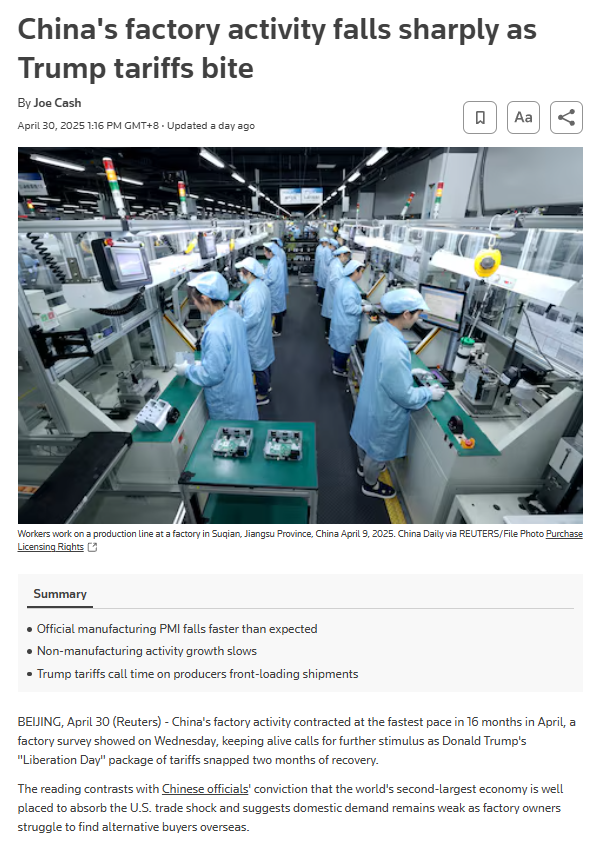 China's factory activity falls sharply as
Trump tariffs bite
By Joe Cash
April 30, 2025 1:16 PM GMT+8 · Updated a day ago
Aa
Workers work on a production line at a factory in Suqian, Jiangsu Province, China April 9, 2025. China Daily via REUTERS/File Photo Purchase
Licensing Rights
Summary
• Official manufacturing PMI falls faster than expected
• Non-manufacturing activity growth slows
• Trump tariffs call time on producers front-loading shipments
BEIJING, April 30 (Reuters) - China's factory activity contracted at the fastest pace in 16 months in April, a
factory survey showed on Wednesday, keeping alive calls for further stimulus as Donald Trump's
"Liberation Day" package of tariffs snapped two months of recovery.
The reading contrasts with Chinese officials' conviction that the world's second-largest economy is well
placed to absorb the U.S. trade shock and suggests domestic demand remains weak as factory owners
struggle to find alternative buyers overseas.